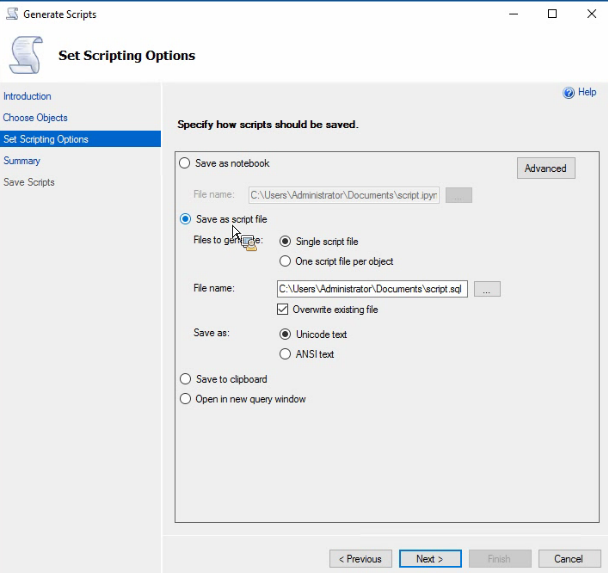 Generate Scripts
Set Scripting Options
Help
Introduction
Choose Objects
Set Scripting Options
Summary
Save Scripts
Specify how scripts should be saved.
Save as notebook
Advanced
File name: C:\Users\Administrator\Documents\script.ipyn ...
Save as script file
Files to generate: Single script file
One script file per object
File name: C:\Users\Administrator\Documents\script.sql ...
Overwrite existing file
Save as: Unicode text
ANSI text
Save to clipboard
Open in new query window
< Previous Next > Finish Cancel